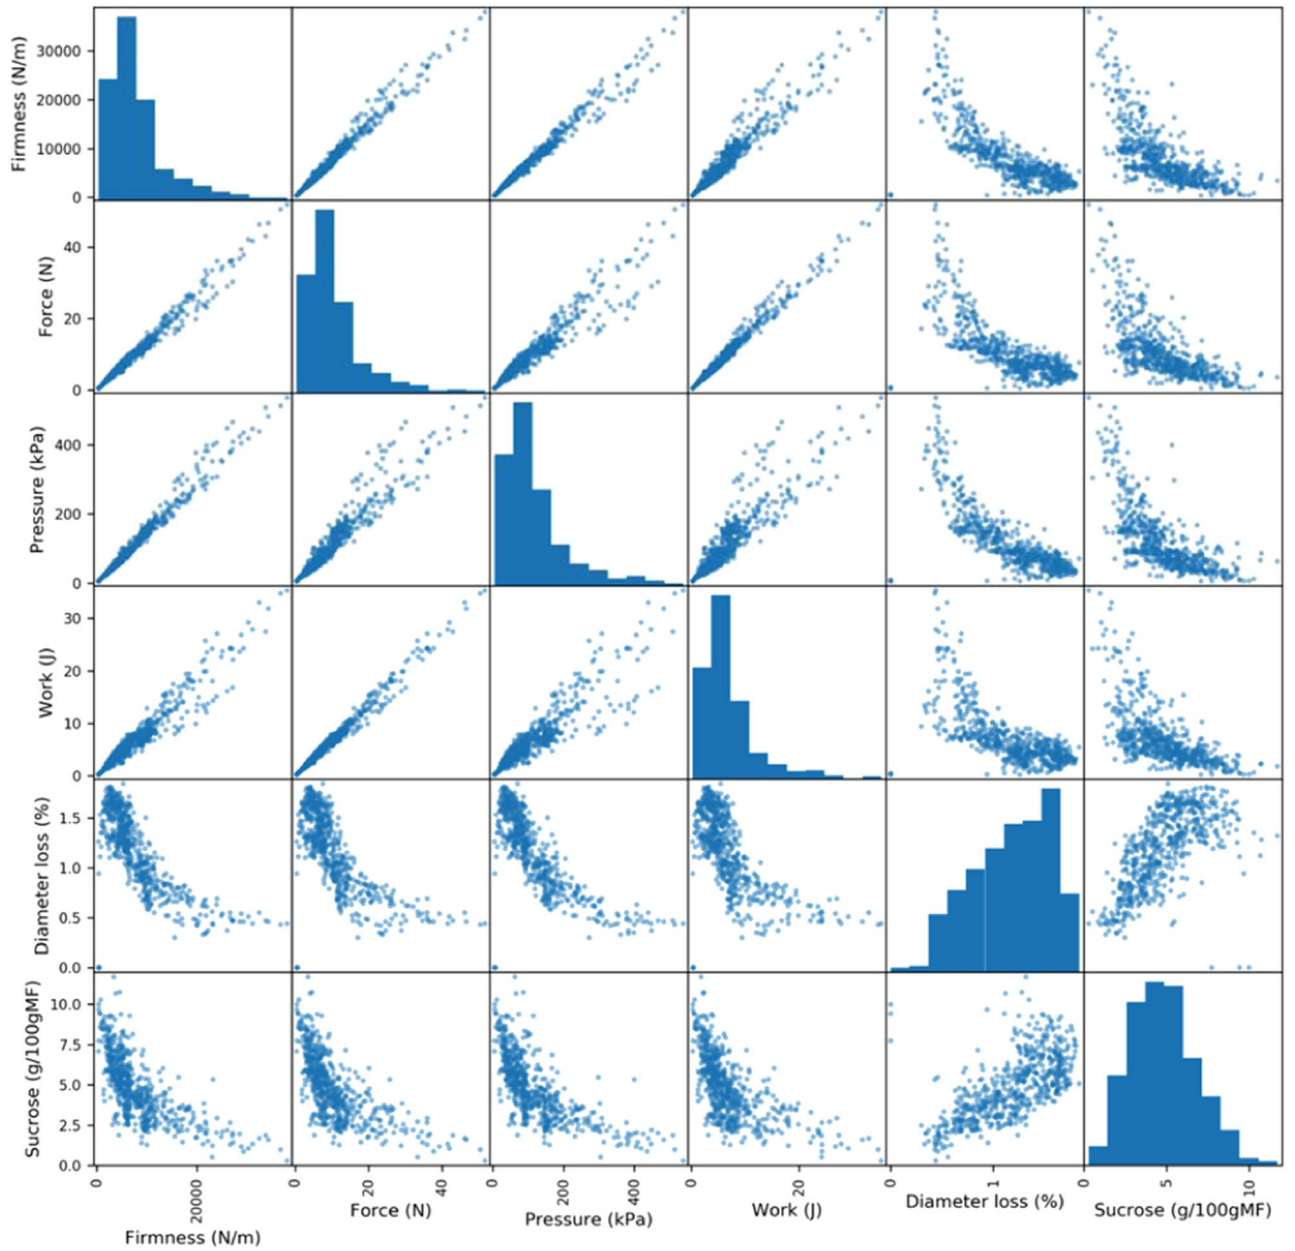 Firmness (N/m)
30000
20000
10000
0
Force (N)
40
20
0
Pressure (kPa)
400
200
0
Work (J)
30
20
10
0
Diameter loss (%)
1.5
1.0
0.5
0.0
Sucrose (g/100gMF)
10.0
7.5
5.0
2.5
0.0
0 20000 0 20 40 0 200 400 0 20 0 1 0 5 10
Firmness (N/m) Force (N) Pressure (kPa) Work (J) Diameter loss (%) Sucrose (g/100gMF)